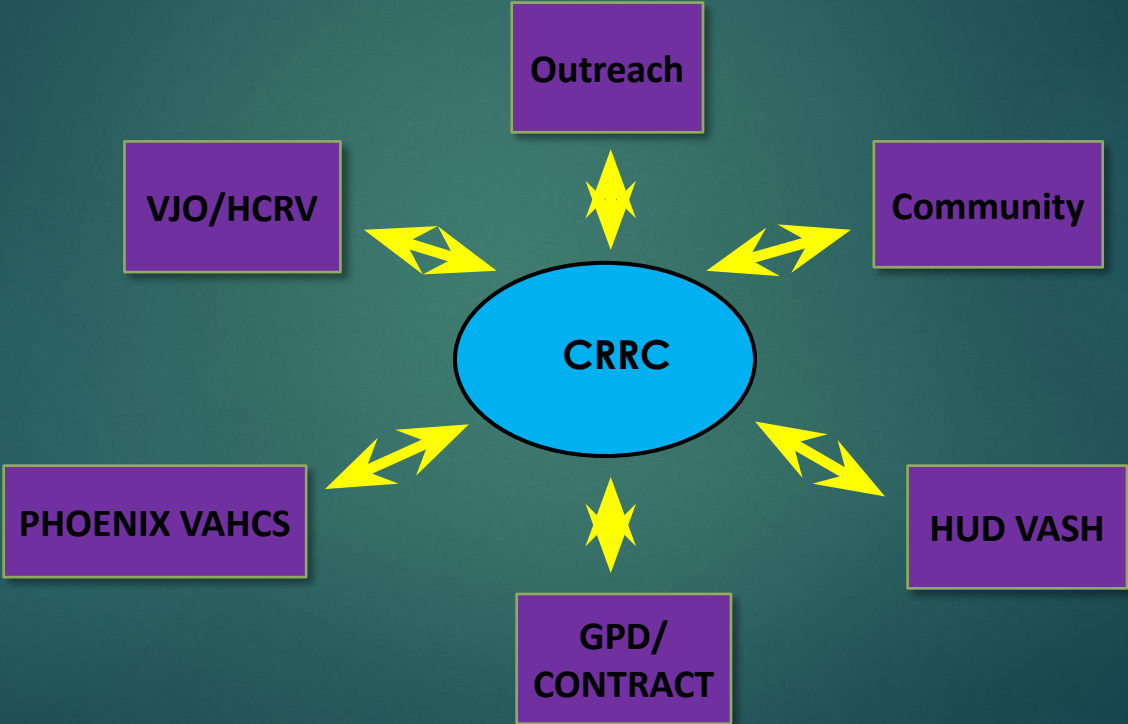 Outreach
VJO/HCRV
Community
CRRC
PHOENIX VAHCS
HUD VASH
GPD/
CONTRACT